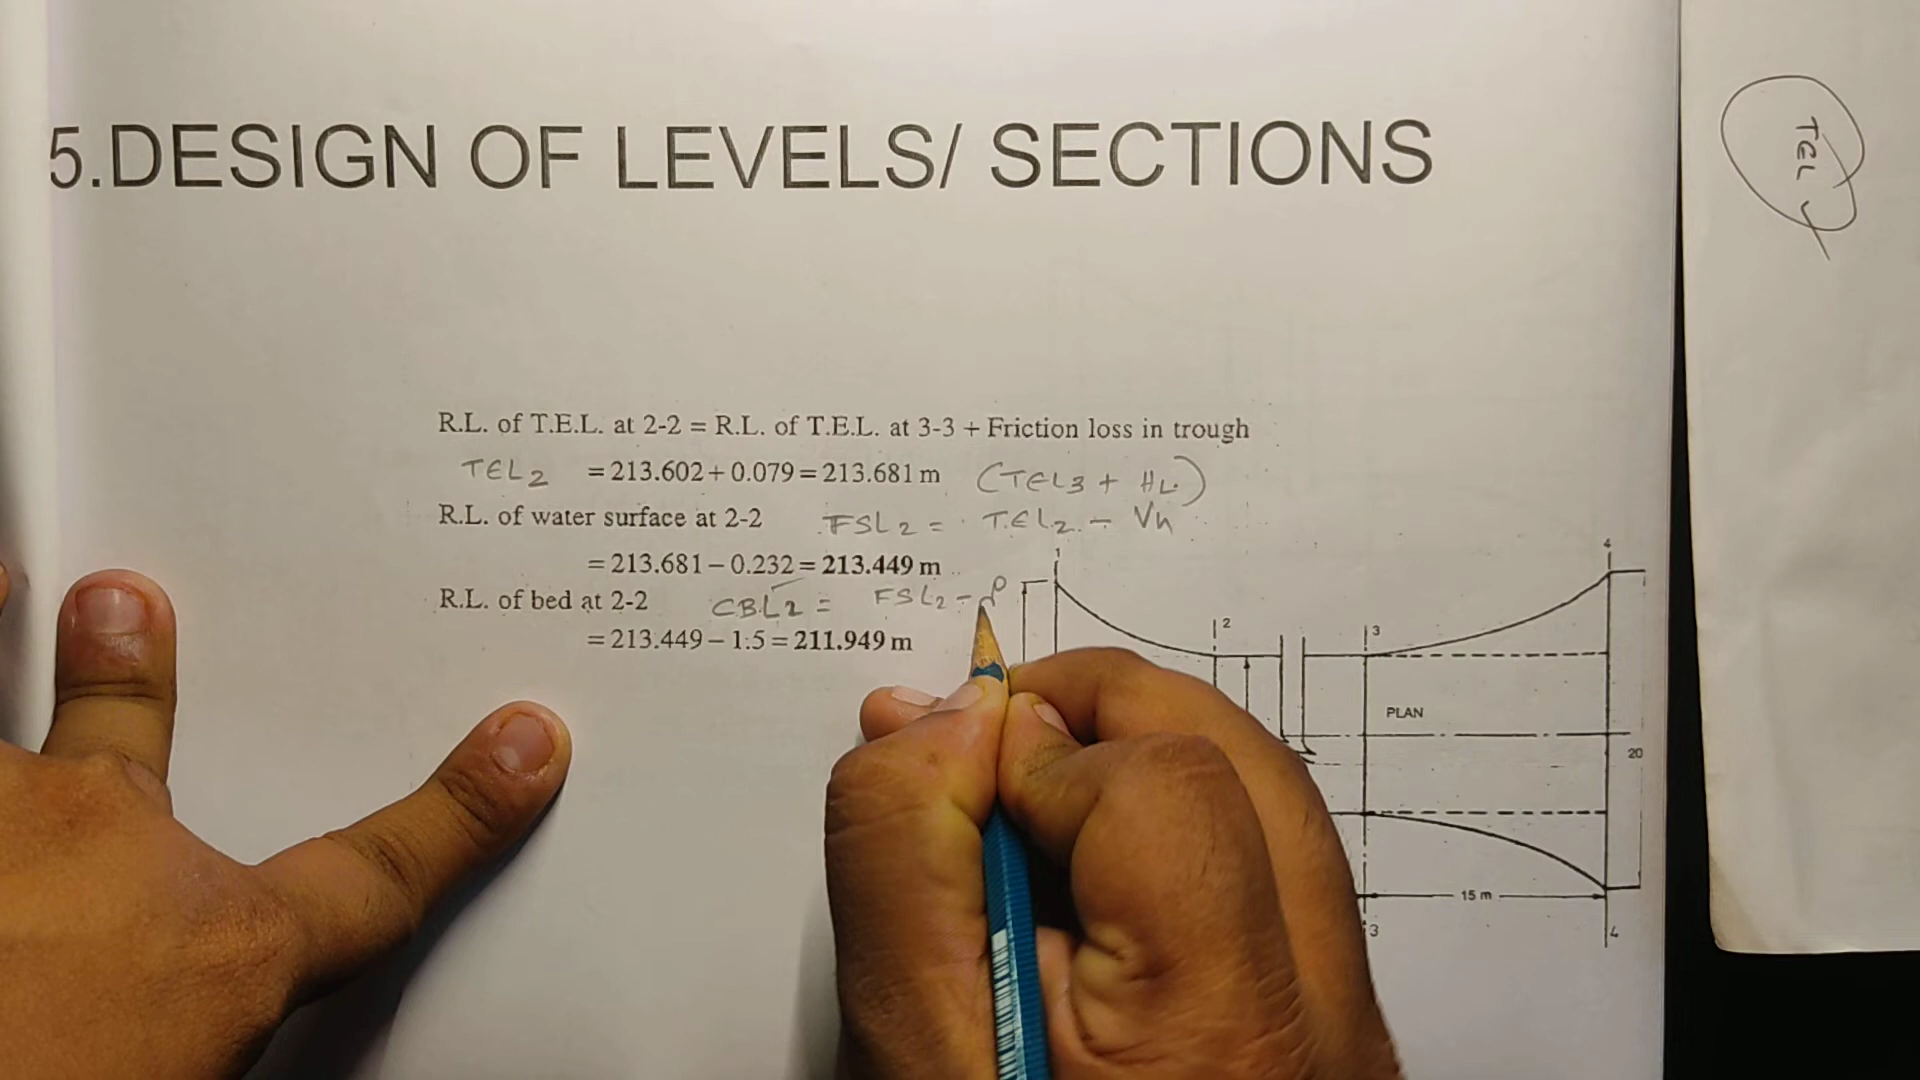 5.DESIGN OF LEVELS/ SECTIONS
TEL
R.L. of T.E.L. at 2-2 = R.L. of T.E.L. at 3-3 + Friction loss in trough
TEL2 = 213.602 + 0.079 = 213.681 m (TEL3 + HL)
R.L. of water surface at 2-2 FSL2 = TEL2 - Vh
= 213.681 – 0.232 = 213.449 m
R.L. of bed at 2-2 CBL2 = FSL2 -
= 213.449 – 1.5 = 211.949 m
1
4
2
3
PLAN
20
15 m
3
4